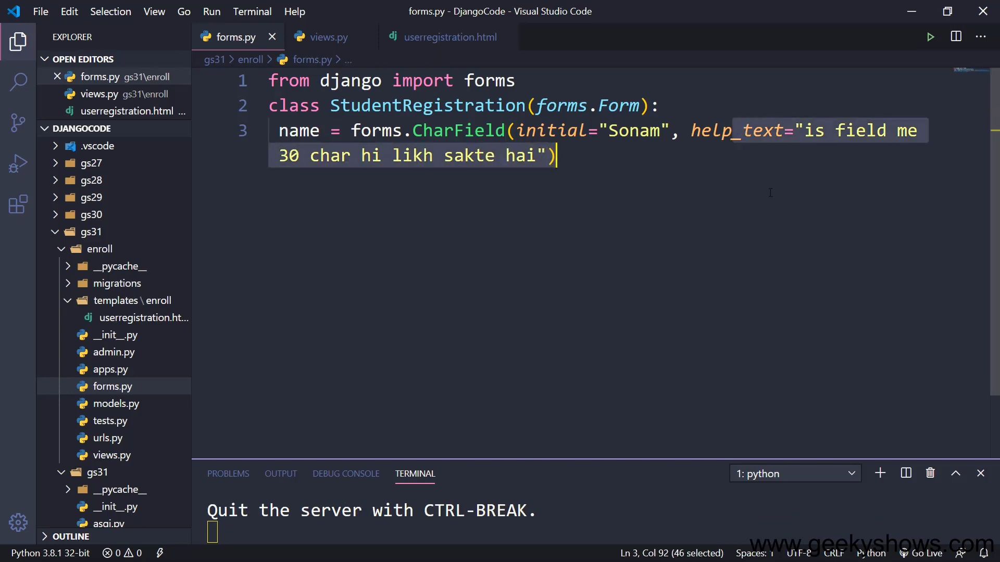 File Edit Selection View Go Run Terminal Help
forms.py - DjangoCode - Visual Studio Code
EXPLORER
forms.py
views.py
userregistration.html
OPEN EDITORS
gs31 > enroll > forms.py > ...
forms.py gs31\enroll
views.py gs31\enroll
userregistration.html ...
DJANGOCODE
1 from django import forms
2 class StudentRegistration(forms.Form):
3 name = forms.CharField(initial="Sonam", help_text="is field me
30 char hi likh sakte hai")
.vscode
gs27
gs28
gs29
gs30
gs31
enroll
__pycache__
migrations
templates\enroll
userregistration.ht...
__init__.py
admin.py
apps.py
forms.py
models.py
tests.py
urls.py
views.py
gs31
__pycache__
__init__.py
asgi.py
OUTLINE
PROBLEMS OUTPUT DEBUG CONSOLE TERMINAL
1: python
Quit the server with CTRL-BREAK.
www.geekyshows.com
Python 3.8.1 32-bit 0 0
Ln 3, Col 92 (46 selected) Spaces: 1 UTF-8 CRLF Python Go Live